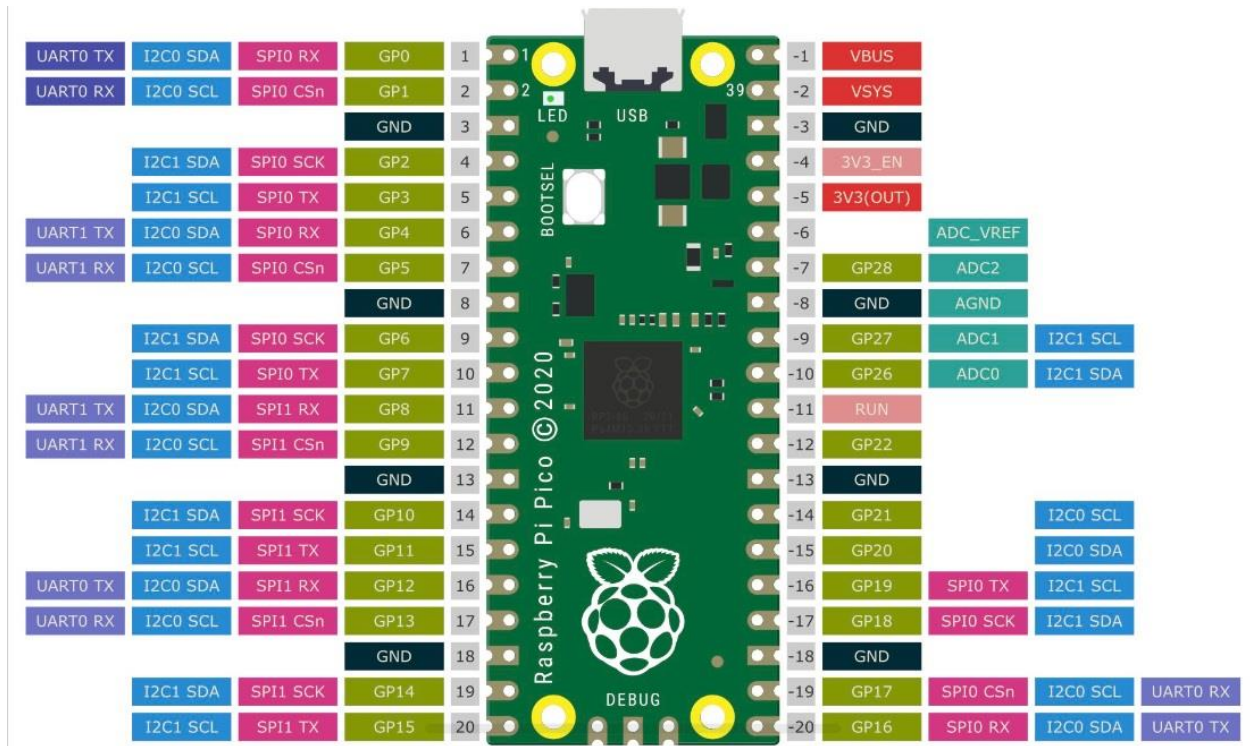 UART0 TX I2C0 SDA SPI0 RX GP0 1 1 -1 VBUS
UART0 RX I2C0 SCL SPI0 CSn GP1 2 2 39 -2 VSYS
LED USB
GND 3 -3 GND
I2C1 SDA SPI0 SCK GP2 4 -4 3V3_EN
I2C1 SCL SPI0 TX GP3 5 -5 3V3(OUT)
BOOTSEL
UART1 TX I2C0 SDA SPI0 RX GP4 6 -6 ADC_VREF
UART1 RX I2C0 SCL SPI0 CSn GP5 7 -7 GP28 ADC2
GND 8 -8 GND AGND
I2C1 SDA SPI0 SCK GP6 9 -9 GP27 ADC1 I2C1 SCL
I2C1 SCL SPI0 TX GP7 10 -10 GP26 ADC0 I2C1 SDA
UART1 TX I2C0 SDA SPI1 RX GP8 11 -11 RUN
UART1 RX I2C0 SCL SPI1 CSn GP9 12 -12 GP22
GND 13 -13 GND
I2C1 SDA SPI1 SCK GP10 14 -14 GP21 I2C0 SCL
I2C1 SCL SPI1 TX GP11 15 -15 GP20 I2C0 SDA
UART0 TX I2C0 SDA SPI1 RX GP12 16 -16 GP19 SPI0 TX I2C1 SCL
UART0 RX I2C0 SCL SPI1 CSn GP13 17 -17 GP18 SPI0 SCK I2C1 SDA
Raspberry Pi Pico ©2020
GND 18 -18 GND
I2C1 SDA SPI1 SCK GP14 19 -19 GP17 SPI0 CSn I2C0 SCL UART0 RX
DEBUG
I2C1 SCL SPI1 TX GP15 20 -20 GP16 SPI0 RX I2C0 SDA UART0 TX